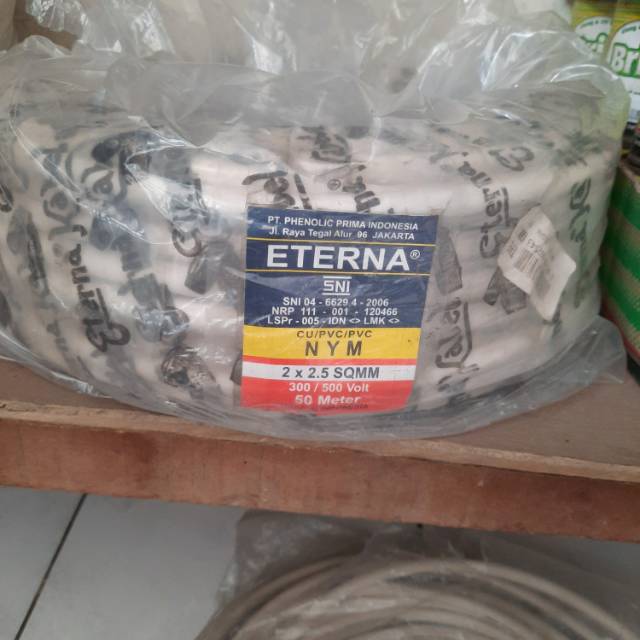 PT. PHENOLIC PRIMA INDONESIA
Jl. Raya Tegal Alur 96 JAKARTA
ETERNA®
SNI
SNI 04 - 6629.4 - 2006
NRP 111 - 001 - 120466
LSPr - 005 - IDN <> LMK <>
CU/PVC/PVC
NYM
2 x 2.5 SQMM
300 / 500 Volt
50 Meter
Eterna
Eterna